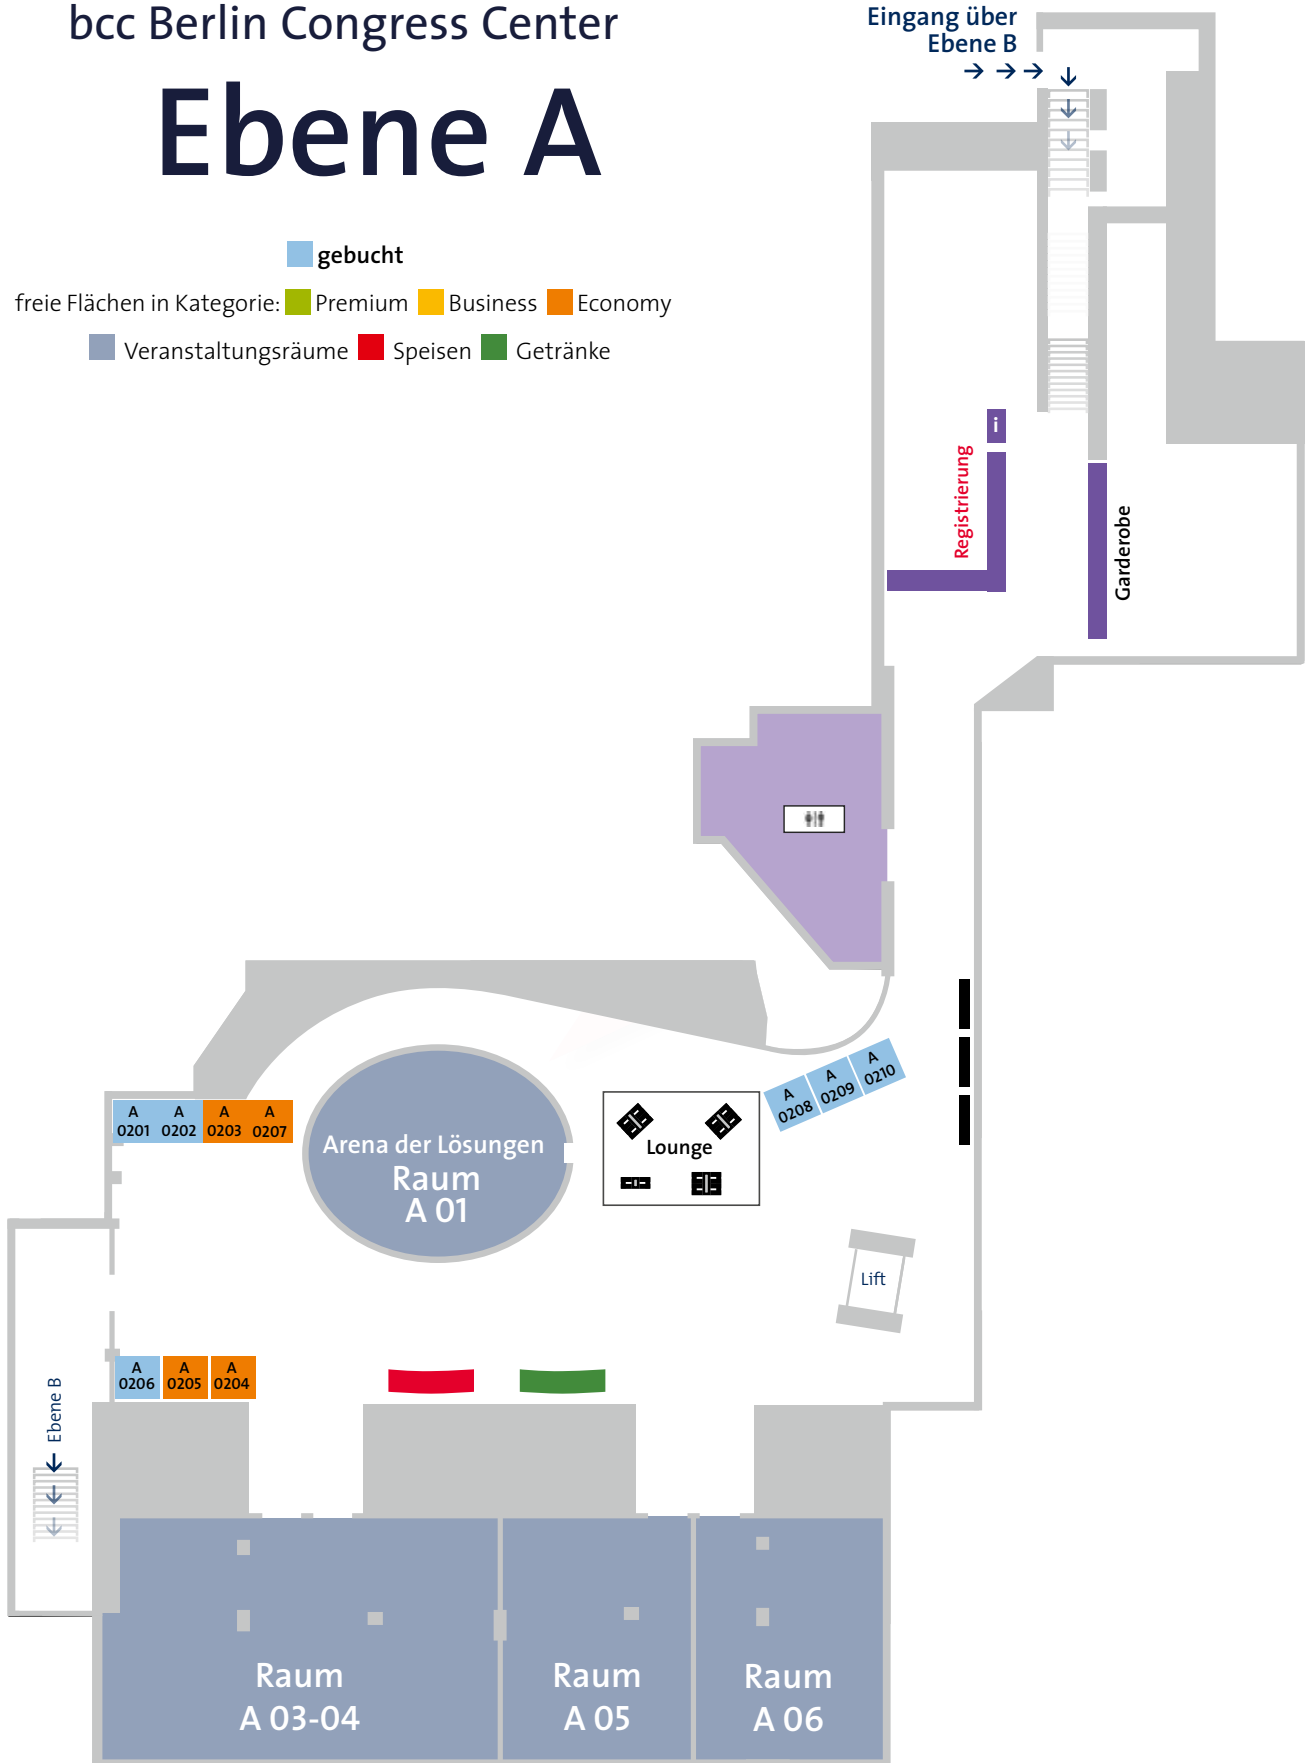 bcc Berlin Congress Center
Ebene A
Eingang über
Ebene B
gebucht
freie Flächen in Kategorie: Premium Business Economy
Veranstaltungsräume Speisen Getränke
i
Registrierung
Garderobe
A
0201
A
0202
A
0203
A
0207
Arena der Lösungen
Raum
A 01
Lounge
A
0208
A
0209
A
0210
Lift
A
0206
A
0205
A
0204
Ebene B
Raum
A 03-04
Raum
A 05
Raum
A 06